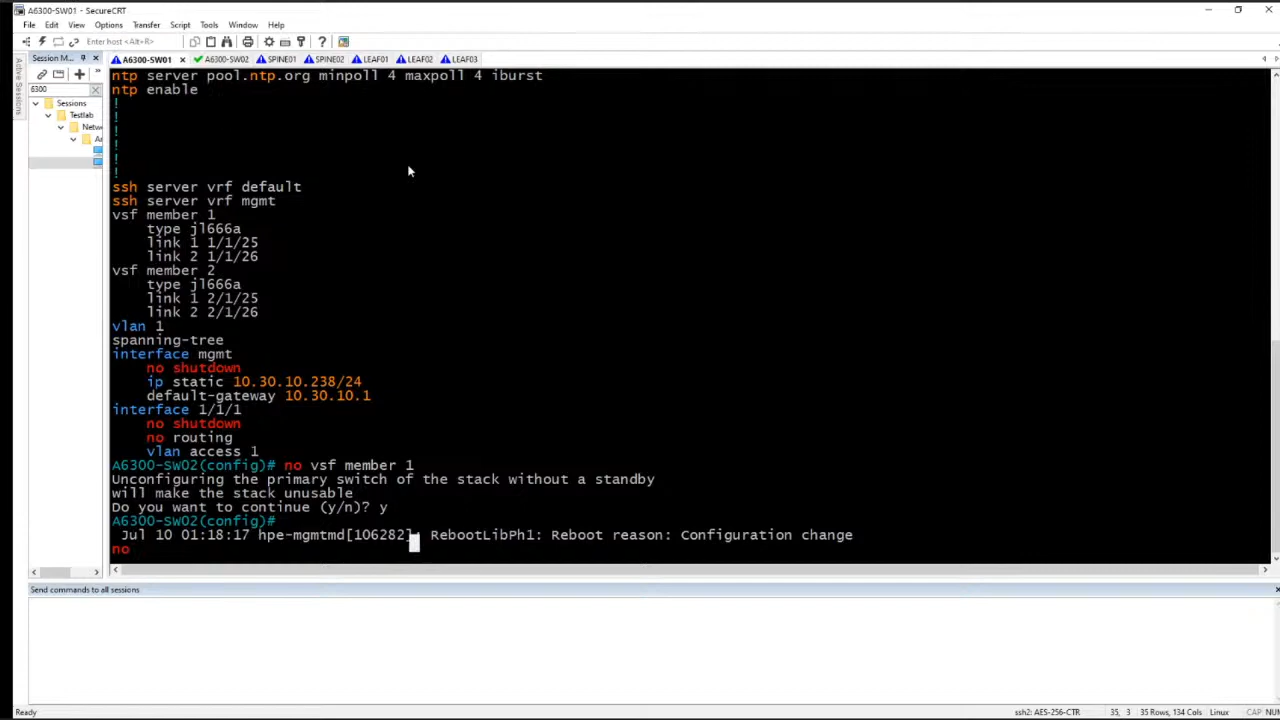 A6300-SW01 - SecureCRT
File Edit View Options Transfer Script Tools Window Help
Enter host <Alt+R>
Session M...
A6300-SW01 A6300-SW02 SPINE01 SPINE02 LEAF01 LEAF02 LEAF03
Active Sessions
6300
Sessions
Testlab
Netw
Ar
ntp server pool.ntp.org minpoll 4 maxpoll 4 iburst
ntp enable
!
!
!
!
!
!
ssh server vrf default
ssh server vrf mgmt
vsf member 1
type jl666a
link 1 1/1/25
link 2 1/1/26
vsf member 2
type jl666a
link 1 2/1/25
link 2 2/1/26
vlan 1
spanning-tree
interface mgmt
no shutdown
ip static 10.30.10.238/24
default-gateway 10.30.10.1
interface 1/1/1
no shutdown
no routing
vlan access 1
A6300-SW02(config)# no vsf member 1
Unconfiguring the primary switch of the stack without a standby
will make the stack unusable
Do you want to continue (y/n)? y
A6300-SW02(config)#
Jul 10 01:18:17 hpe-mgmtmd[106282]: RebootLibPh1: Reboot reason: Configuration change
no
Send commands to all sessions
Ready ssh2: AES-256-CTR 35, 3 35 Rows, 134 Cols Linux CAP NUM